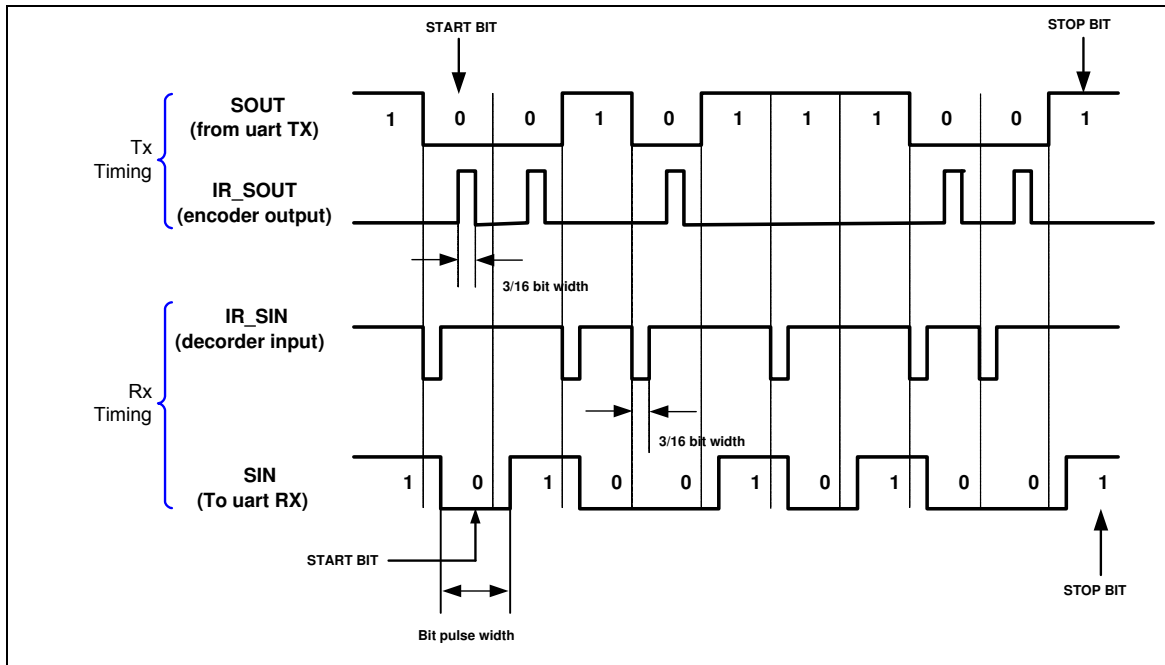 START BIT
STOP BIT
SOUT
(from uart TX)
1 0 0 1 0 1 1 1 0 0 1
Tx
Timing
IR_SOUT
(encoder output)
3/16 bit width
IR_SIN
(decorder input)
Rx
Timing
3/16 bit width
SIN
(To uart RX)
1 0 1 0 0 1 0 1 0 0 1
START BIT
STOP BIT
Bit pulse width